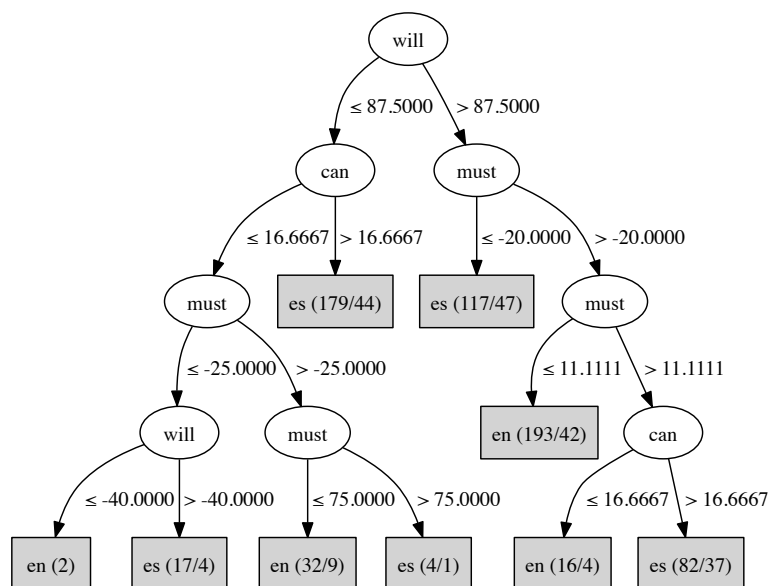 will
≤ 87.5000 > 87.5000
can must
≤ 16.6667 > 16.6667 ≤ -20.0000 > -20.0000
must es (179/44) es (117/47) must
≤ -25.0000 > -25.0000 ≤ 11.1111 > 11.1111
will must en (193/42) can
≤ -40.0000 > -40.0000 ≤ 75.0000 > 75.0000 ≤ 16.6667 > 16.6667
en (2) es (17/4) en (32/9) es (4/1) en (16/4) es (82/37)